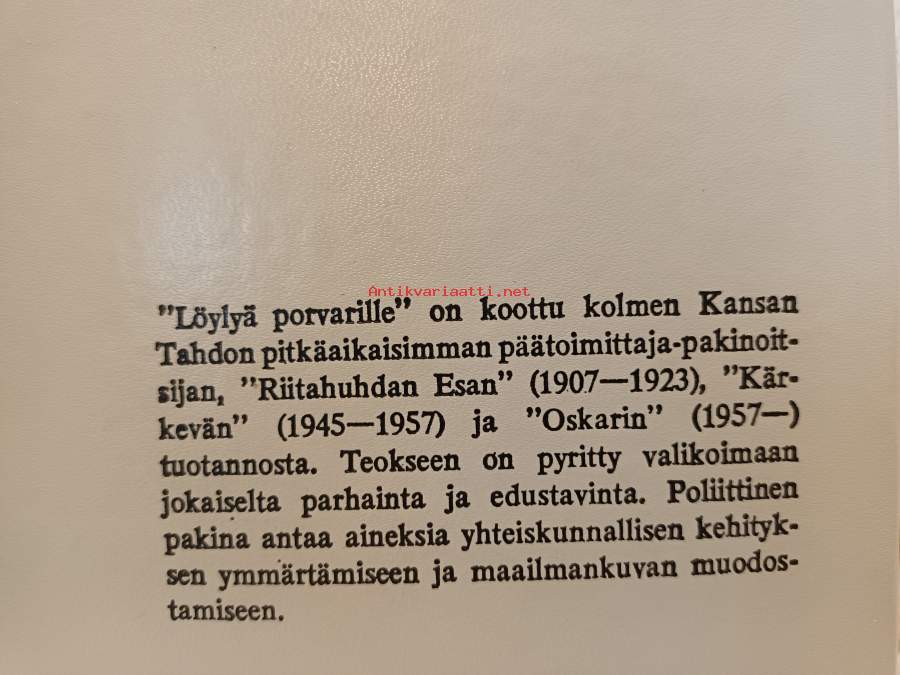 Antikvariaatti.net
”Löylyä porvarille” on koottu kolmen Kansan
Tahdon pitkäaikaisimman päätoimittaja-pakinoit-
sijan, ”Riitahuhdan Esan” (1907—1923), ”Kär-
kevän” (1945—1957) ja ”Oskarin” (1957—)
tuotannosta. Teokseen on pyritty valikoimaan
jokaiselta parhainta ja edustavinta. Poliittinen
pakina antaa aineksia yhteiskunnallisen kehityk-
sen ymmärtämiseen ja maailmankuvan muodos-
tamiseen.